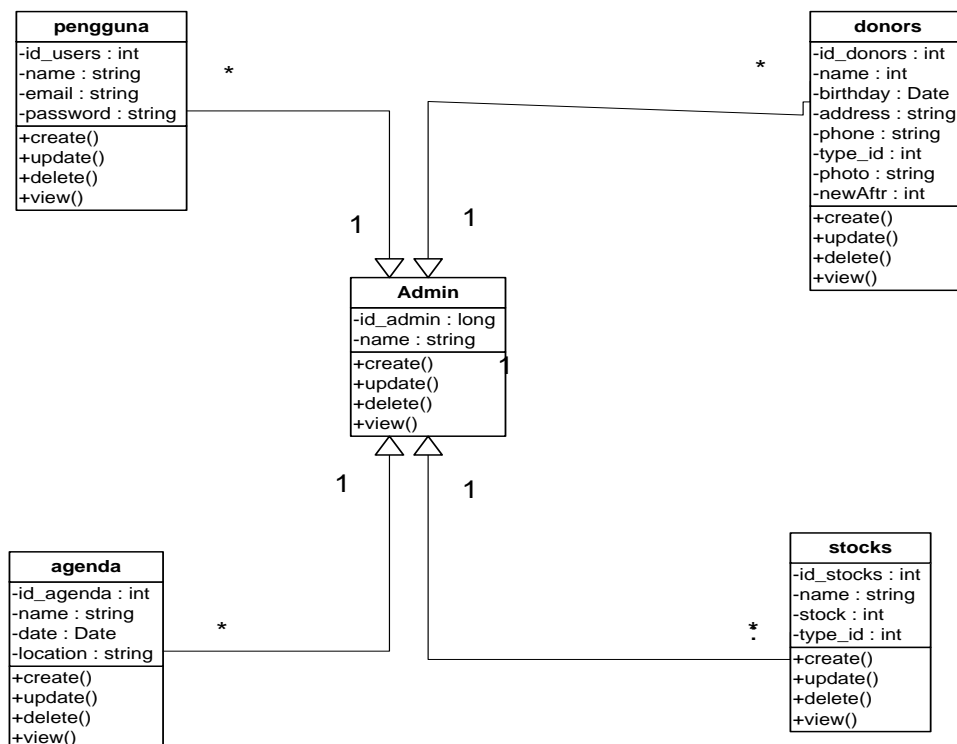 pengguna
-id_users : int
-name : string
-email : string
-password : string
+create()
+update()
+delete()
+view()
*
1
donors
-id_donors : int
-name : int
-birthday : Date
-address : string
-phone : string
-type_id : int
-photo : string
-newAftr : int
+create()
+update()
+delete()
+view()
*
1
Admin
-id_admin : long
-name : string
+create()
+update()
+delete()
+view()
1
1
1
agenda
-id_agenda : int
-name : string
-date : Date
-location : string
+create()
+update()
+delete()
+view()
*
stocks
-id_stocks : int
-name : string
-stock : int
-type_id : int
+create()
+update()
+delete()
+view()
*